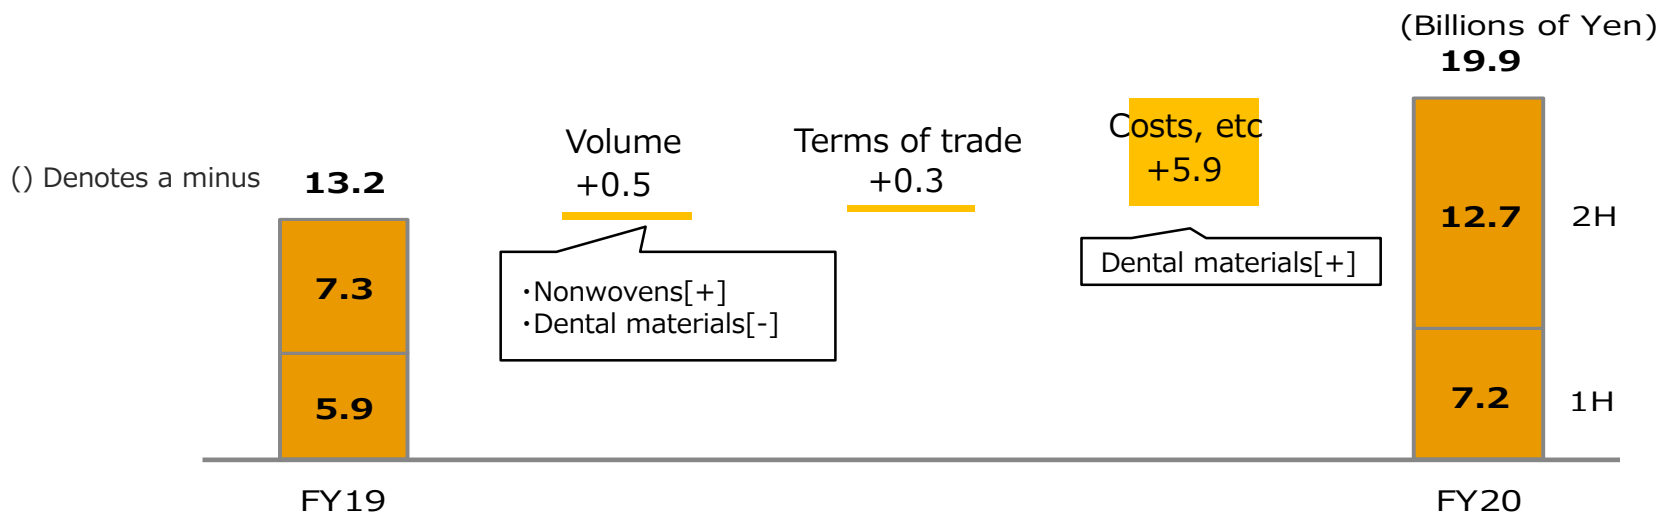 (Billions of Yen)
19.9
Costs, etc
+5.9
Volume
+0.5
Terms of trade
+0.3
() Denotes a minus
13.2
12.7
2H
Dental materials[+]
7.3
・Nonwovens[+]
・Dental materials[-]
5.9
7.2
1H
FY19
FY20